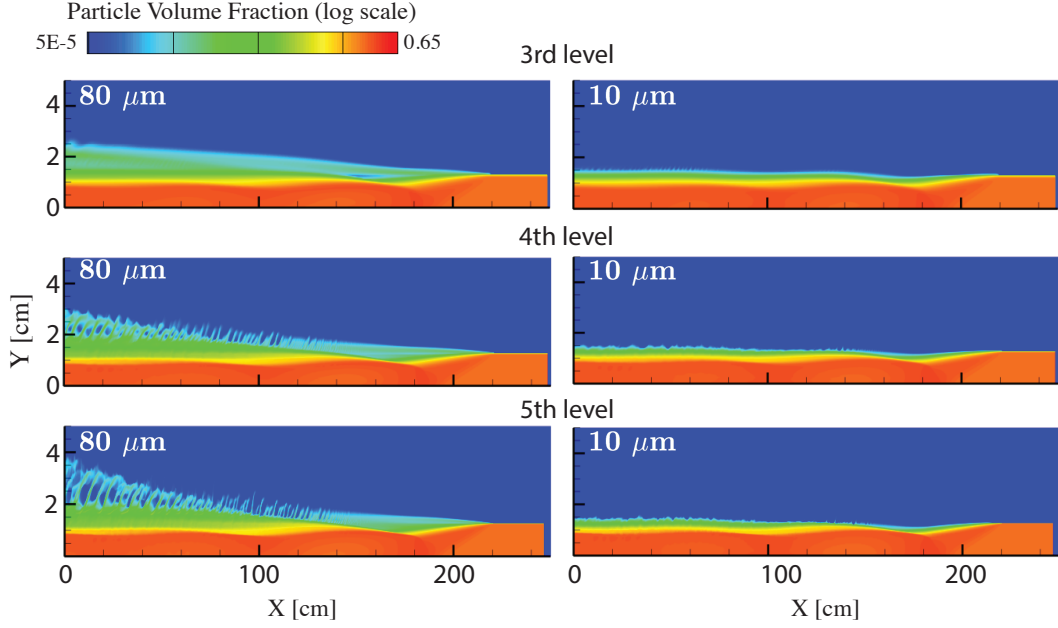 Particle Volume Fraction (log scale)
5E-5 0.65
3rd level
80 μm 10 μm
4
2
0
4th level
80 μm 10 μm
4
2
0
Y [cm]
5th level
80 μm 10 μm
4
2
0 100 200 0 100 200
X [cm] X [cm]